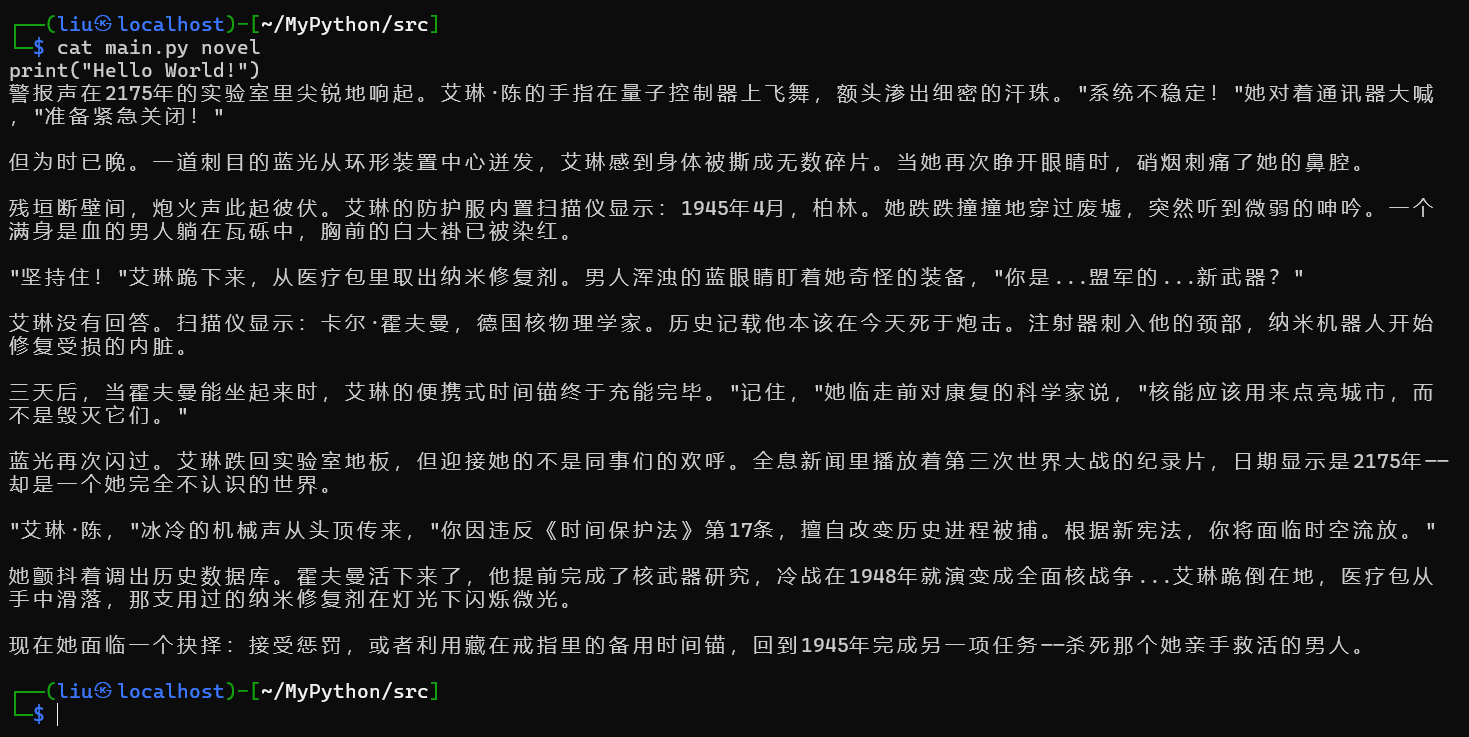 ┌──(liu㉿localhost)-[~/MyPython/src]
└─$ cat main.py novel
print("Hello World!")
警报声在2175年的实验室里尖锐地响起。艾琳·陈的手指在量子控制器上飞舞，额头渗出细密的汗珠。"系统不稳定！"她对着通讯器大喊
，"准备紧急关闭！"

但为时已晚。一道刺目的蓝光从环形装置中心迸发，艾琳感到身体被撕成无数碎片。当她再次睁开眼睛时，硝烟刺痛了她的鼻腔。

残垣断壁间，炮火声此起彼伏。艾琳的防护服内置扫描仪显示：1945年4月，柏林。她跌跌撞撞地穿过废墟，突然听到微弱的呻吟。一个
满身是血的男人躺在瓦砾中，胸前的白大褂已被染红。

"坚持住！"艾琳跪下来，从医疗包里取出纳米修复剂。男人浑浊的蓝眼睛盯着她奇怪的装备，"你是...盟军的...新武器？"

艾琳没有回答。扫描仪显示：卡尔·霍夫曼，德国核物理学家。历史记载他本该在今天死于炮击。注射器刺入他的颈部，纳米机器人开始
修复受损的内脏。

三天后，当霍夫曼能坐起来时，艾琳的便携式时间锚终于充能完毕。"记住，"她临走前对康复的科学家说，"核能应该用来点亮城市，而
不是毁灭它们。"

蓝光再次闪过。艾琳跌回实验室地板，但迎接她的不是同事们的欢呼。全息新闻里播放着第三次世界大战的纪录片，日期显示是2175年——
却是一个她完全不认识的世界。

"艾琳·陈，"冰冷的机械声从头顶传来，"你因违反《时间保护法》第17条，擅自改变历史进程被捕。根据新宪法，你将面临时空流放。"

她颤抖着调出历史数据库。霍夫曼活下来了，他提前完成了核武器研究，冷战在1948年就演变成全面核战争...艾琳跪倒在地，医疗包从
手中滑落，那支用过的纳米修复剂在灯光下闪烁微光。

现在她面临一个抉择：接受惩罚，或者利用藏在戒指里的备用时间锚，回到1945年完成另一项任务——杀死那个她亲手救活的男人。

┌──(liu㉿localhost)-[~/MyPython/src]
└─$